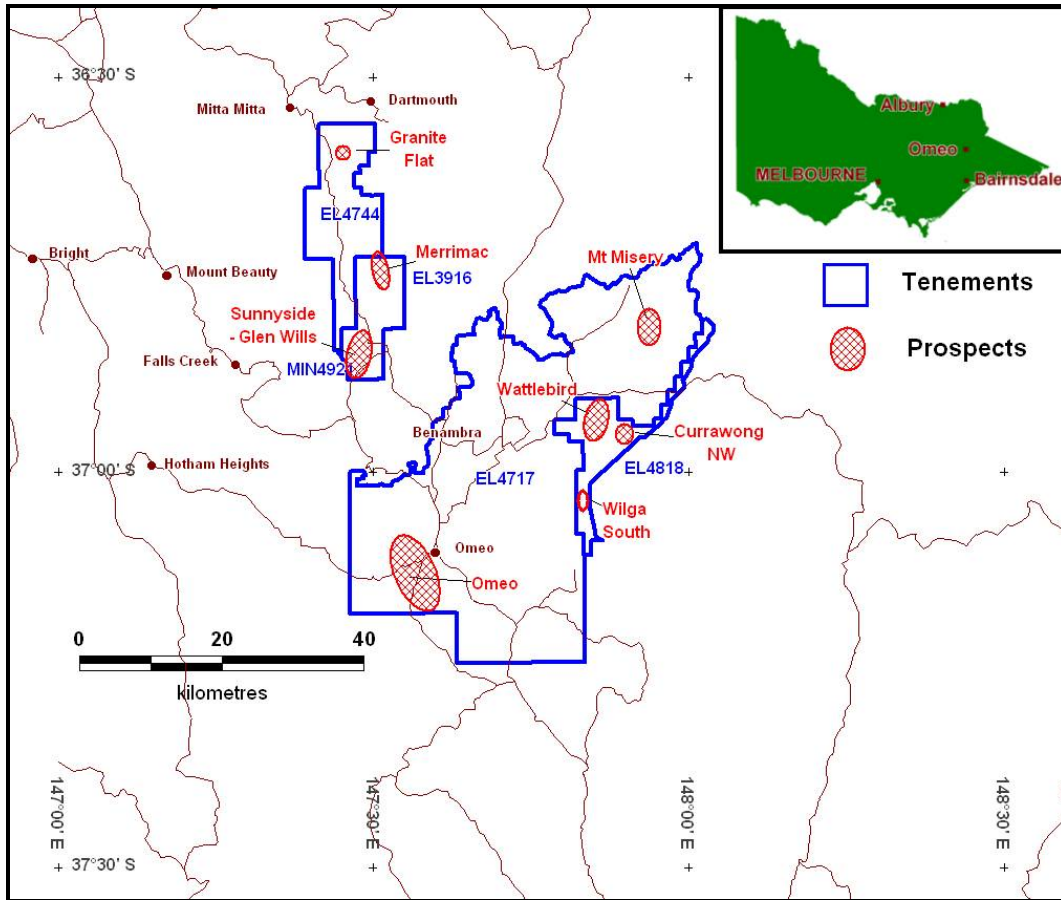 36°30' S
Mitta Mitta
Dartmouth
Granite
Flat
EL4744
Bright
Mount Beauty
Merrimac
EL3916
Mt Misery
Sunnyside
- Glen Wills
Falls Creek
MIN4921
Wattlebird
Benambra
Currawong
NW
Hotham Heights
37°00' S
EL4717
EL4818
Wilga
South
Omeo
Omeo
0 20 40
kilometres
147°00' E
147°30' E
148°00' E
148°30' E
37°30' S
Albury
Omeo
MELBOURNE
Bairnsdale
Tenements
Prospects